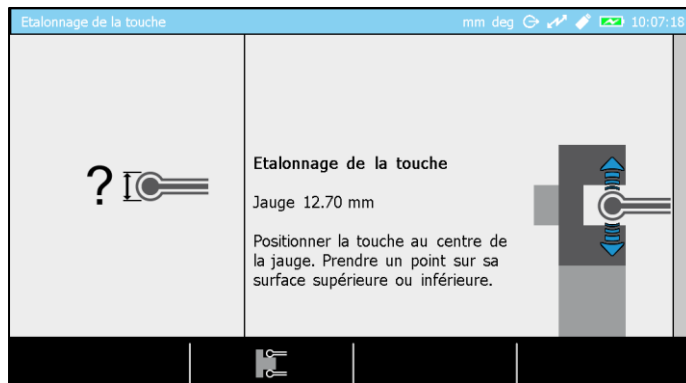 Etalonnage de la touche mm deg 10:07:18
?
Etalonnage de la touche
Jauge 12.70 mm
Positionner la touche au centre de
la jauge. Prendre un point sur sa
surface supérieure ou inférieure.